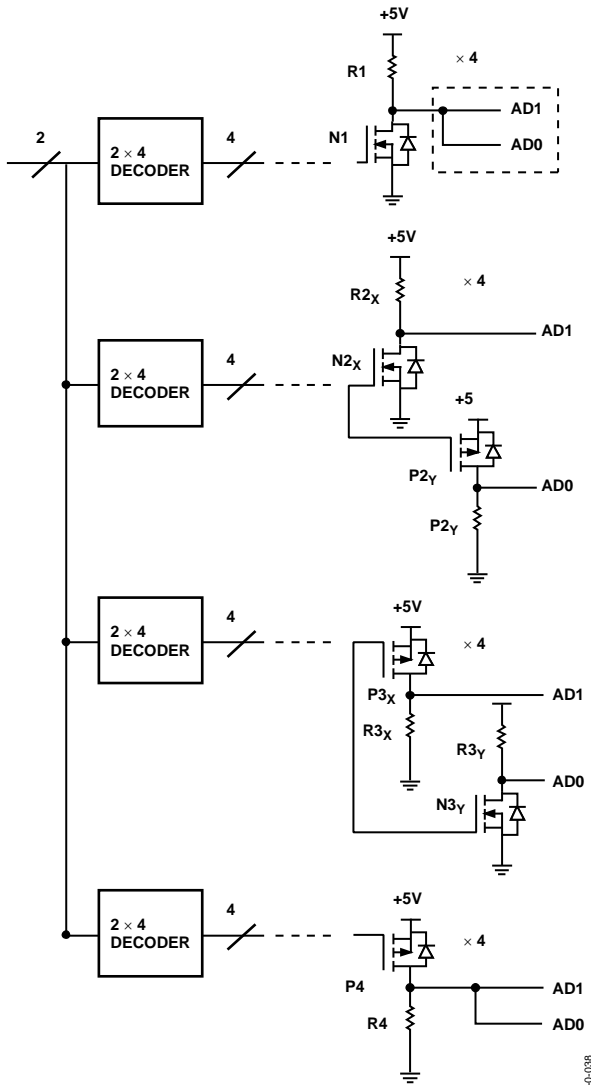 +5V
R1
× 4
2
2 × 4
DECODER
4
N1
AD1
AD0
+5V
R2X
× 4
AD1
2 × 4
DECODER
4
N2X
+5
P2Y
AD0
P2Y
+5V
2 × 4
DECODER
4
× 4
P3X
AD1
R3X
R3Y
AD0
N3Y
+5V
2 × 4
DECODER
4
× 4
P4
AD1
R4
AD0
-0-038